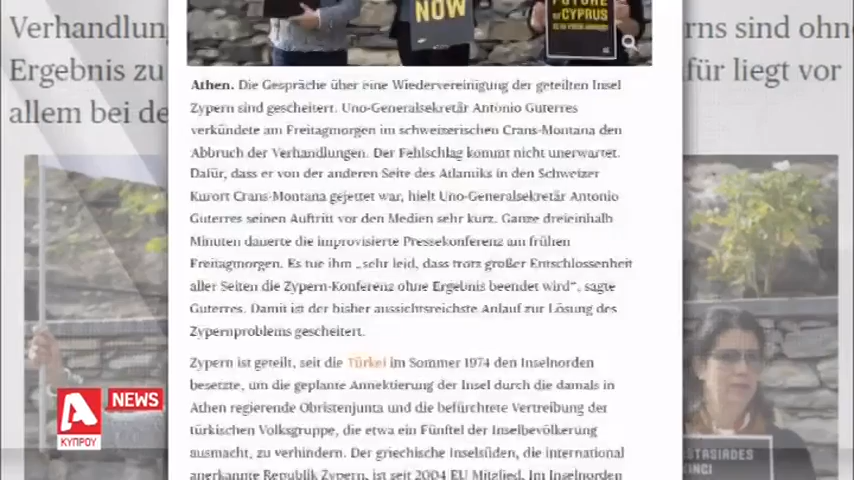 Verhandlun
rns sind ohn
Ergebnis zu
für liegt vor
allem bei de
NOW
FUTURE
of CYPRUS
Athen. Die Gespräche über eine Wiedervereinigung der geteilten Insel
Zypern sind gescheitert. Uno-Generalsekretär Antonio Guterres
verkündete am Freitagmorgen im schweizerischen Crans-Montana den
Abbruch der Verhandlungen. Der Fehlschlag kommt nicht unerwartet.
Dafür, dass er von der anderen Seite des Atlantiks in den Schweizer
Kurort Crans-Montana gejettet war, hielt Uno-Generalsekretär Antonio
Guterres seinen Auftritt vor den Medien sehr kurz. Ganze dreieinhalb
Minuten dauerte die improvisierte Pressekonferenz am frühen
Freitagmorgen. Es tue ihm „sehr leid, dass trotz großer Entschlossenheit
aller Seiten die Zypern-Konferenz ohne Ergebnis beendet wird“, sagte
Guterres. Damit ist der bisher aussichtsreichste Anlauf zur Lösung des
Zypernproblems gescheitert.
Zypern ist geteilt, seit die Türkei im Sommer 1974 den Inselnorden
besetzte, um die geplante Annektierung der Insel durch die damals in
Athen regierende Obristenjunta und die befürchtete Vertreibung der
türkischen Volksgruppe, die etwa ein Fünftel der Inselbevölkerung
ausmacht, zu verhindern. Der griechische Inselsüden, die international
anerkannte Republik Zypern, ist seit 2004 EU Mitglied. Im Inselnorden
NEWS
ΚΥΠΡΟΥ
STASIADES
INCI